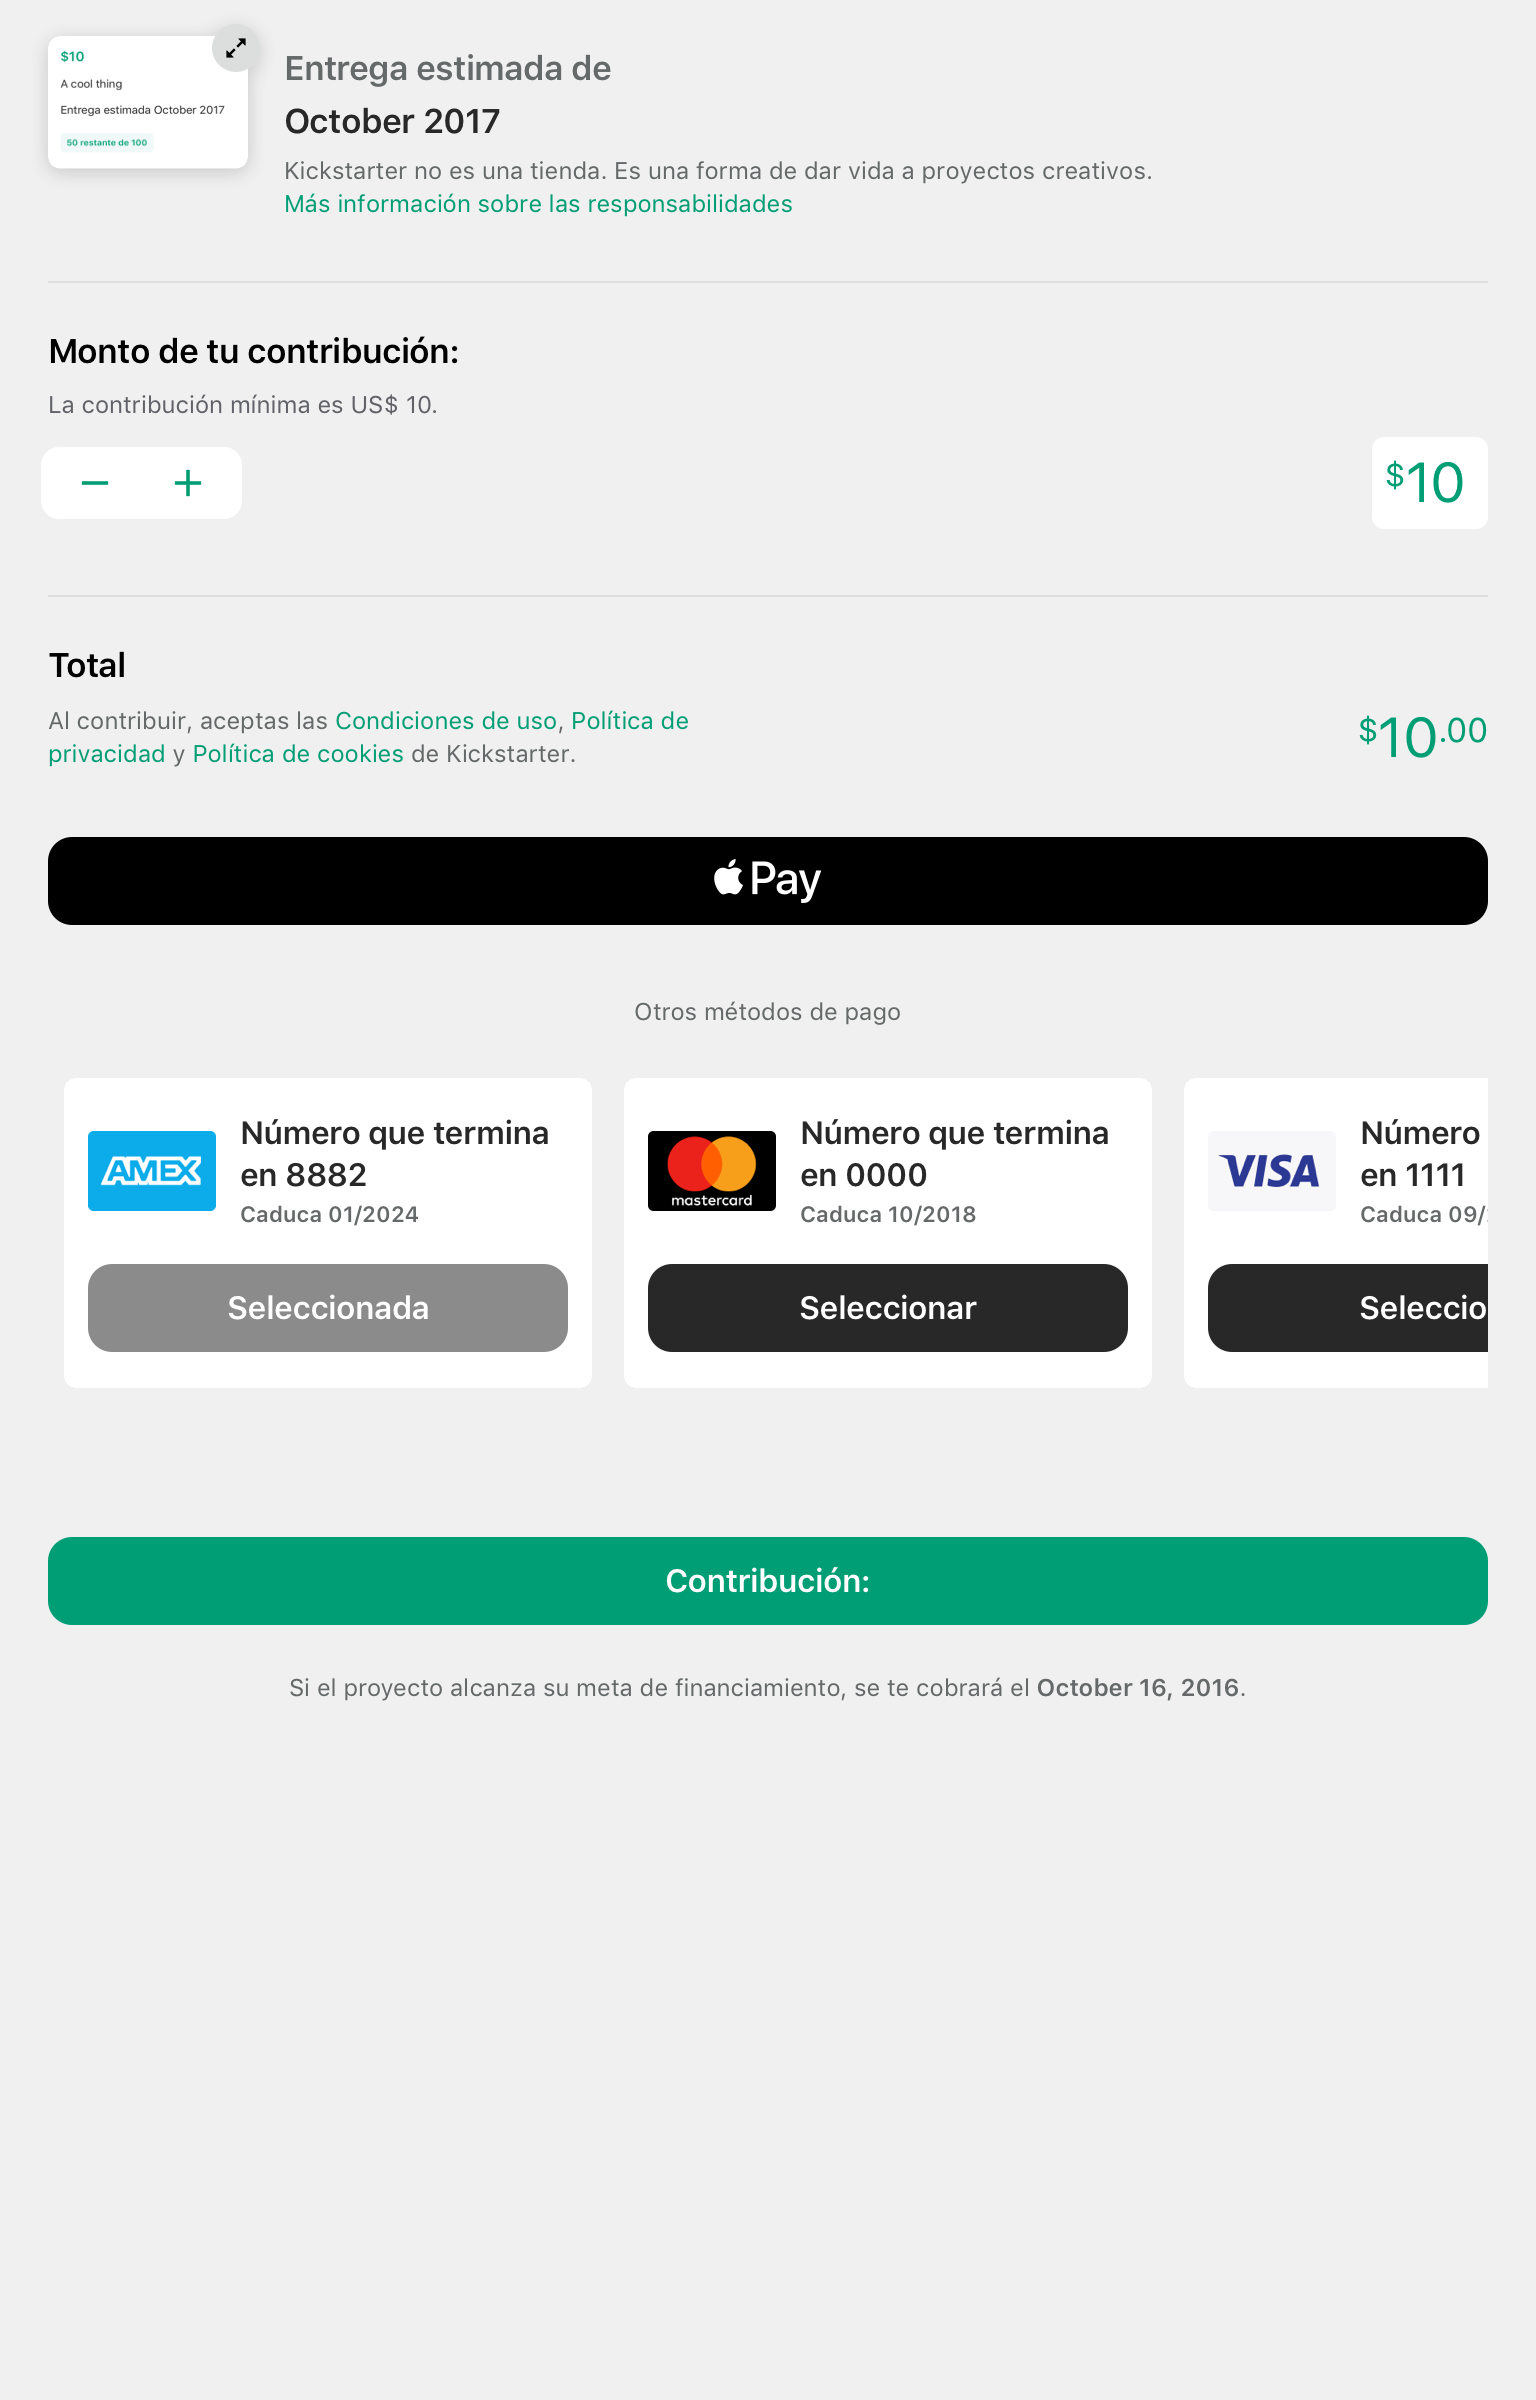 $10
A cool thing
Entrega estimada October 2017
50 restante de 100
Entrega estimada de
October 2017
Kickstarter no es una tienda. Es una forma de dar vida a proyectos creativos.
Más información sobre las responsabilidades
Monto de tu contribución:
La contribución mínima es US$ 10.
$10
Total
Al contribuir, aceptas las Condiciones de uso, Política de
privacidad y Política de cookies de Kickstarter.
$10.00
Pay
Otros métodos de pago
AMEX
Número que termina
en 8882
Caduca 01/2024
Seleccionada
mastercard
Número que termina
en 0000
Caduca 10/2018
Seleccionar
VISA
Número
en 1111
Caduca 09/
Seleccio
Contribución:
Si el proyecto alcanza su meta de financiamiento, se te cobrará el October 16, 2016.